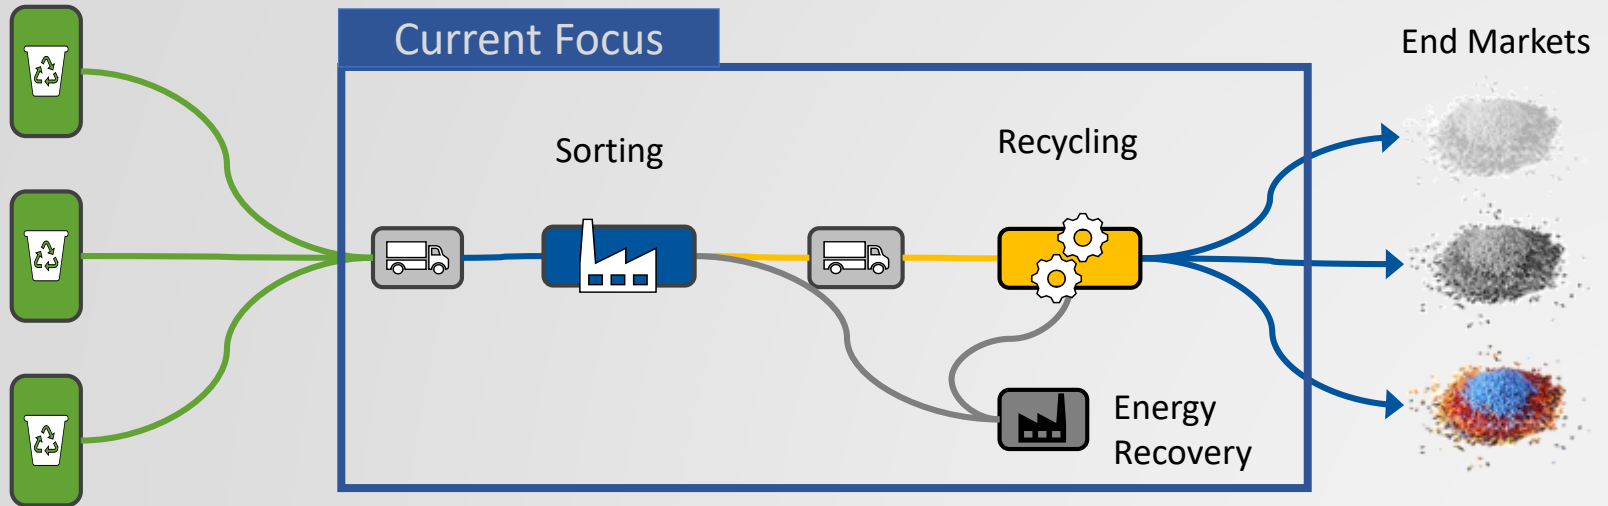 Current Focus
End Markets
Sorting
Recycling
Energy
Recovery